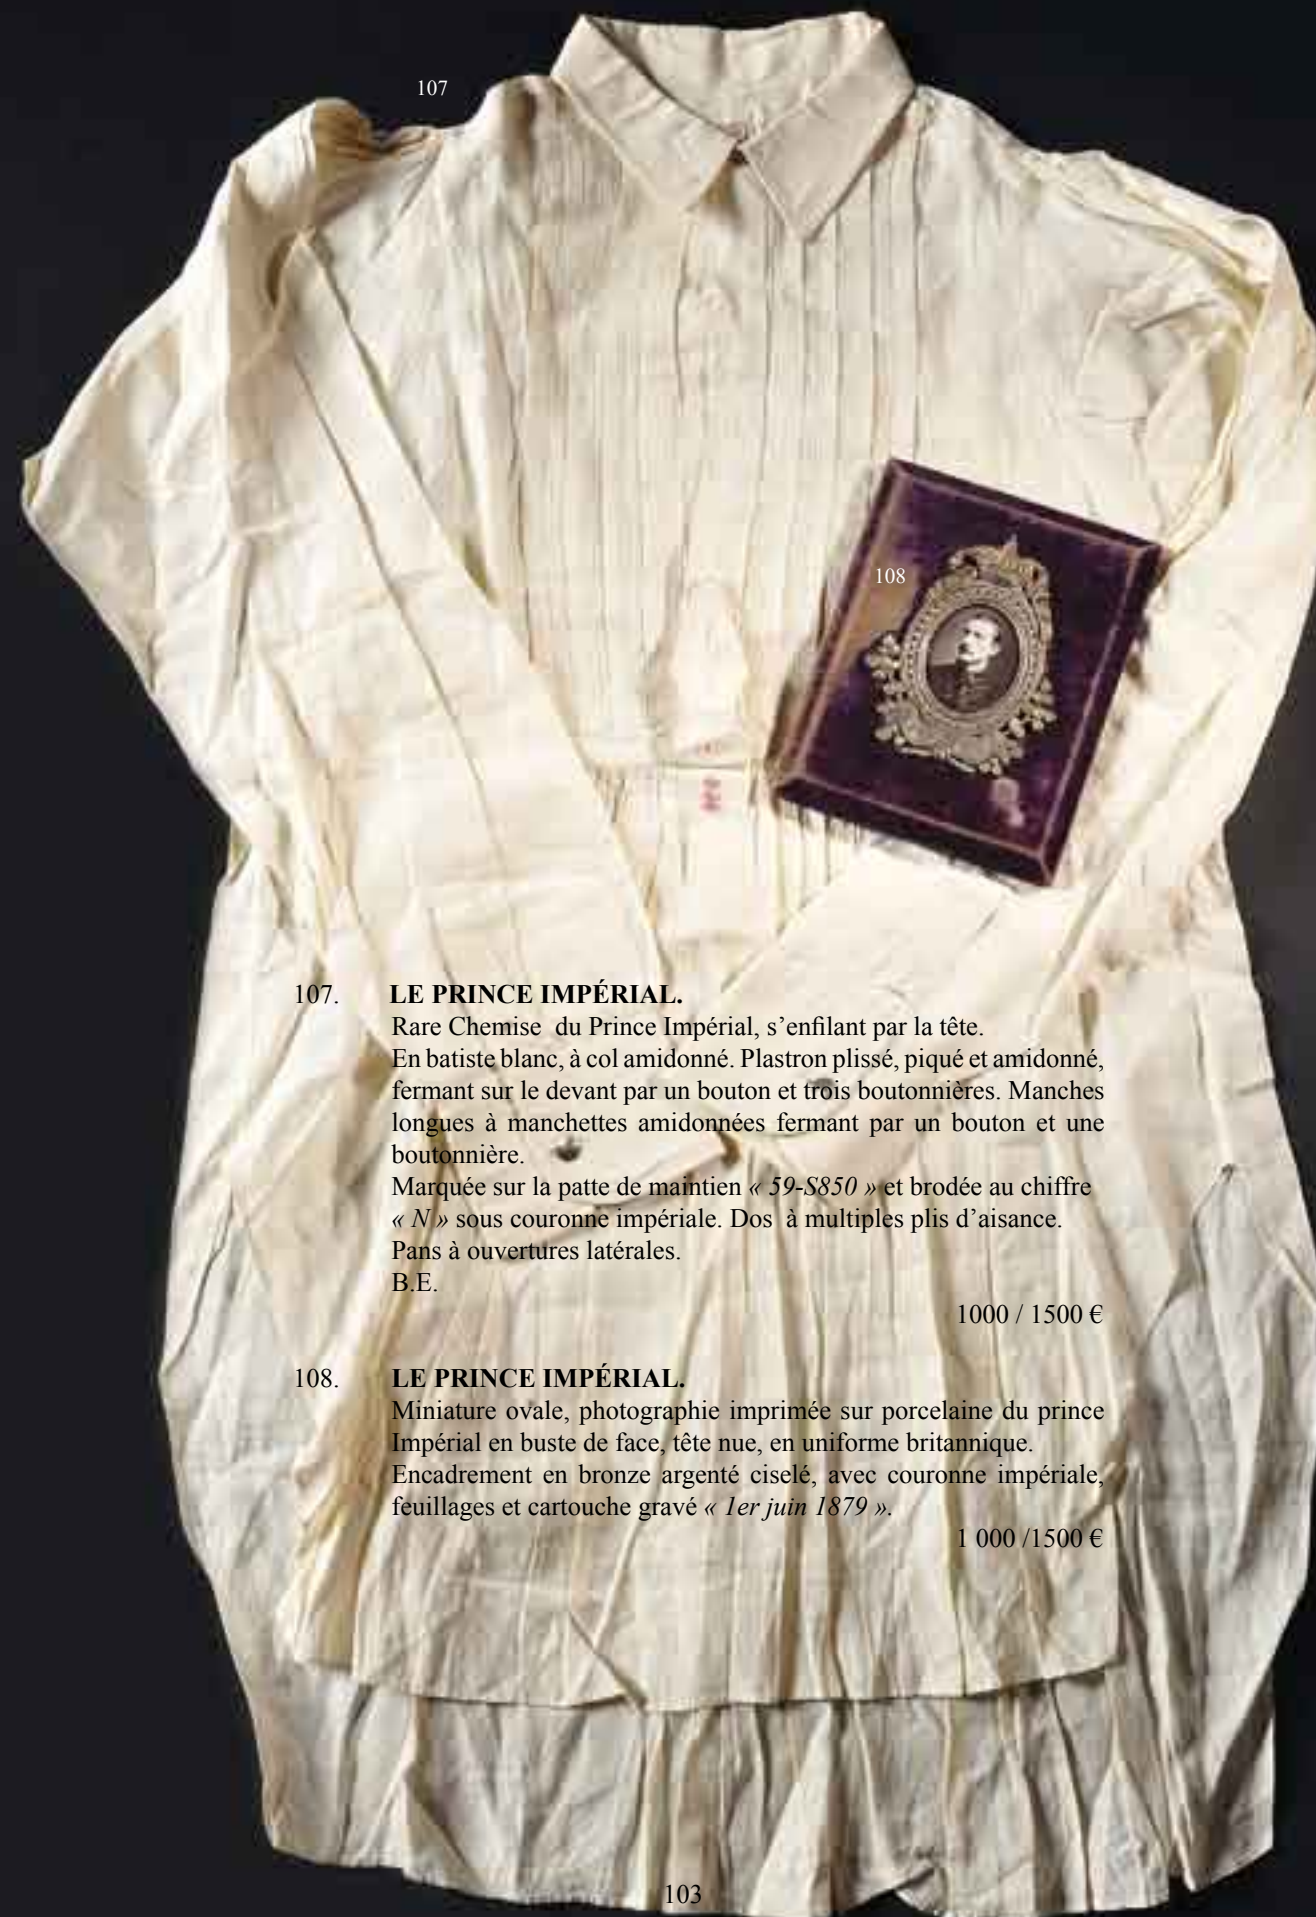 107
108
107. LE PRINCE IMPÉRIAL.
Rare Chemise du Prince Impérial, s’enfilant par la tête.
En batiste blanc, à col amidonné. Plastron plissé, piqué et amidonné,
fermant sur le devant par un bouton et trois boutonnières. Manches
longues à manchettes amidonnées fermant par un bouton et une
boutonnière.
Marquée sur la patte de maintien « 59-S850 » et brodée au chiffre
« N » sous couronne impériale. Dos à multiples plis d’aisance.
Pans à ouvertures latérales.
B.E.
1000 / 1500 €
108. LE PRINCE IMPÉRIAL.
Miniature ovale, photographie imprimée sur porcelaine du prince
Impérial en buste de face, tête nue, en uniforme britannique.
Encadrement en bronze argenté ciselé, avec couronne impériale,
feuillages et cartouche gravé « 1er juin 1879 ».
1 000 /1500 €
103